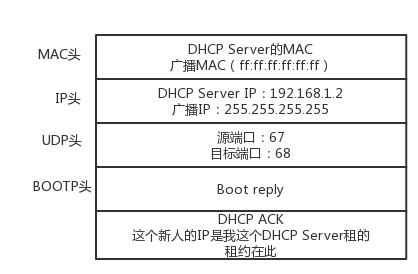 MAC头
DHCP Server的MAC
广播MAC（ff:ff:ff:ff:ff:ff）
IP头
DHCP Server IP：192.168.1.2
广播IP：255.255.255.255
UDP头
源端口：67
目标端口：68
BOOTP头
Boot reply
DHCP ACK
这个新人的IP是我这个DHCP Server租的
租约在此